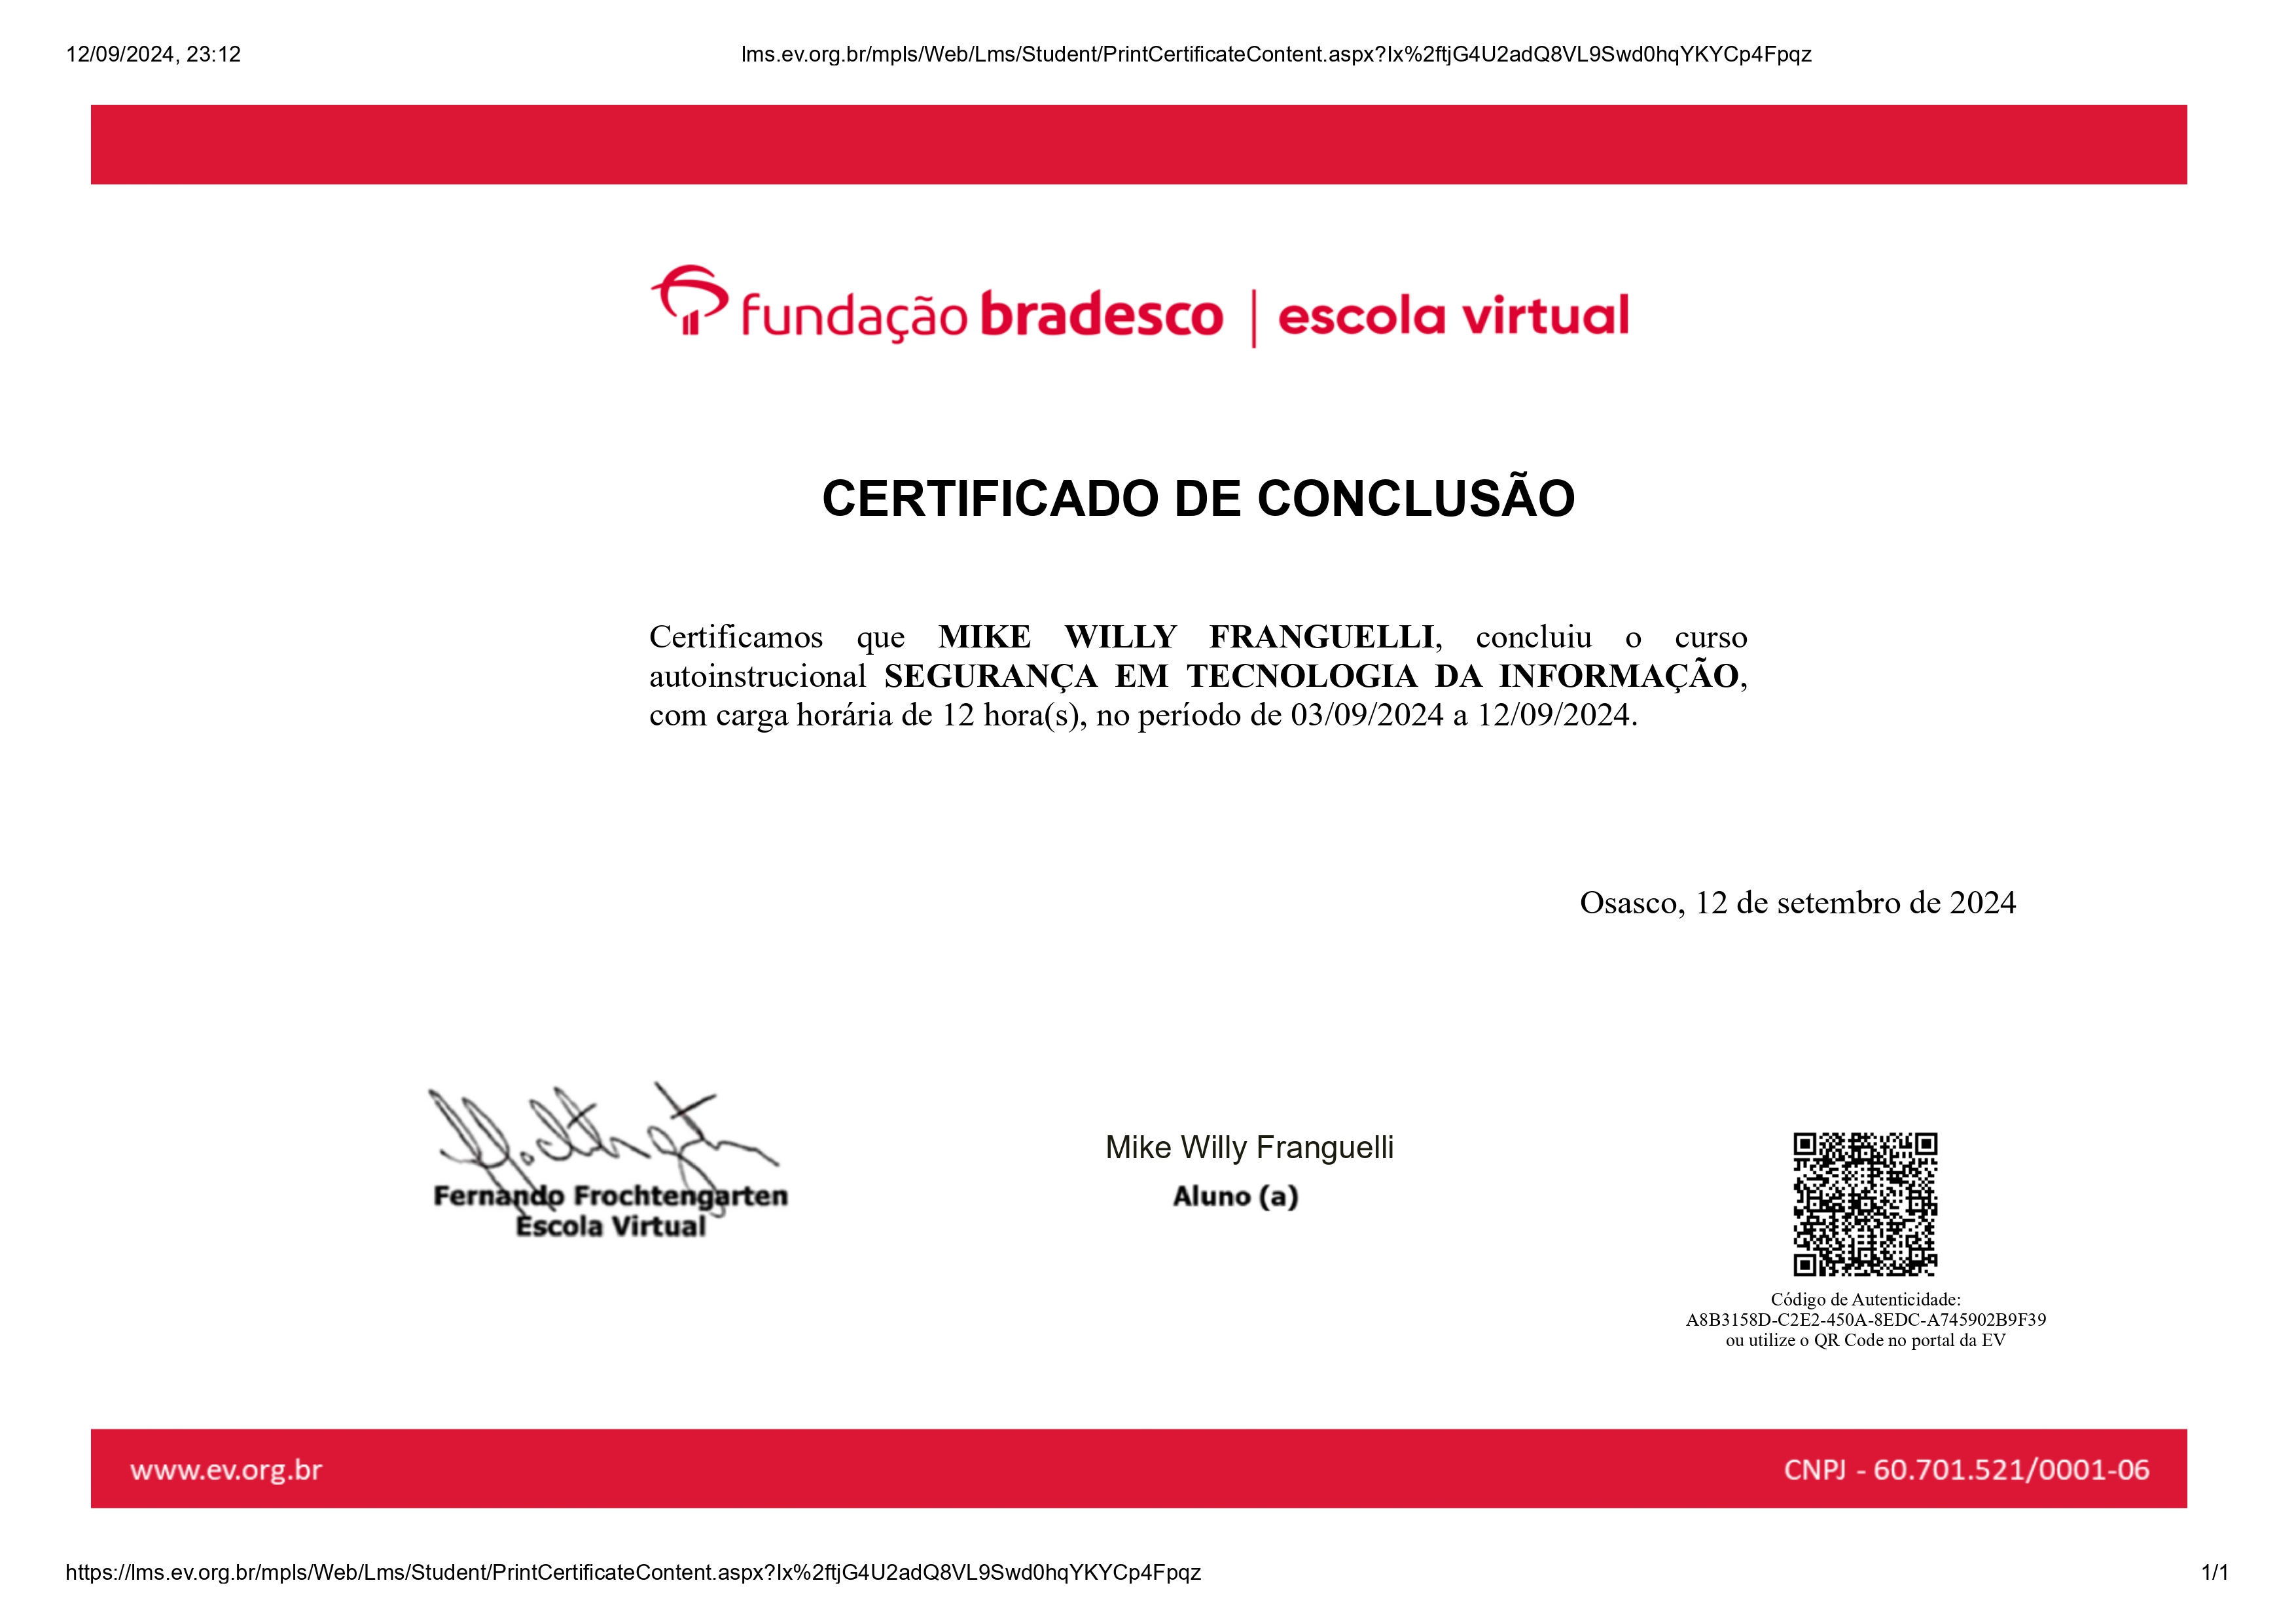 12/09/2024, 23:12
lms.ev.org.br/mpls/Web/Lms/Student/PrintCertificateContent.aspx?Ix%2ftjG4U2adQ8VL9Swd0hqYKYCp4Fpqz
fundação bradesco | escola virtual
CERTIFICADO DE CONCLUSÃO
Certificamos que MIKE WILLY FRANGUELLI, concluiu o curso
autoinstrucional SEGURANÇA EM TECNOLOGIA DA INFORMAÇÃO,
com carga horária de 12 hora(s), no período de 03/09/2024 a 12/09/2024.
Osasco, 12 de setembro de 2024
Fernando Frochtengarten
Escola Virtual
Mike Willy Franguelli
Aluno (a)
Código de Autenticidade:
A8B3158D-C2E2-450A-8EDC-A745902B9F39
ou utilize o QR Code no portal da EV
www.ev.org.br
CNPJ - 60.701.521/0001-06
https://lms.ev.org.br/mpls/Web/Lms/Student/PrintCertificateContent.aspx?Ix%2ftjG4U2adQ8VL9Swd0hqYKYCp4Fpqz
1/1